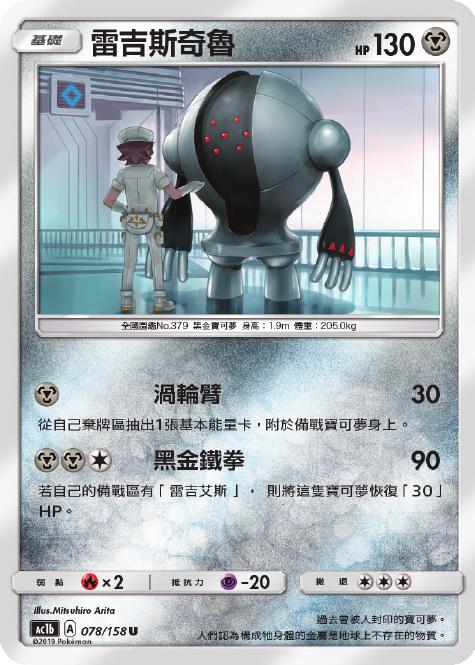 基礎 雷吉斯奇魯 HP 130
全國圖鑑No.379 黑金寶可夢 身高：1.9m 體重：205.0kg
渦輪臂 30
從自己棄牌區抽出1張基本能量卡，附於備戰寶可夢身上。
黑金鐵拳 90
若自己的備戰區有「雷吉艾斯」，則將這隻寶可夢恢復「30」
HP。
弱點 ×2 抵抗力 -20 撤退
Illus.Mitsuhiro Arita
過去曾被人封印的寶可夢。
AC1b A 078/158 U
人們認為構成牠身體的金屬是地球上不存在的物質。
©2019 Pokémon